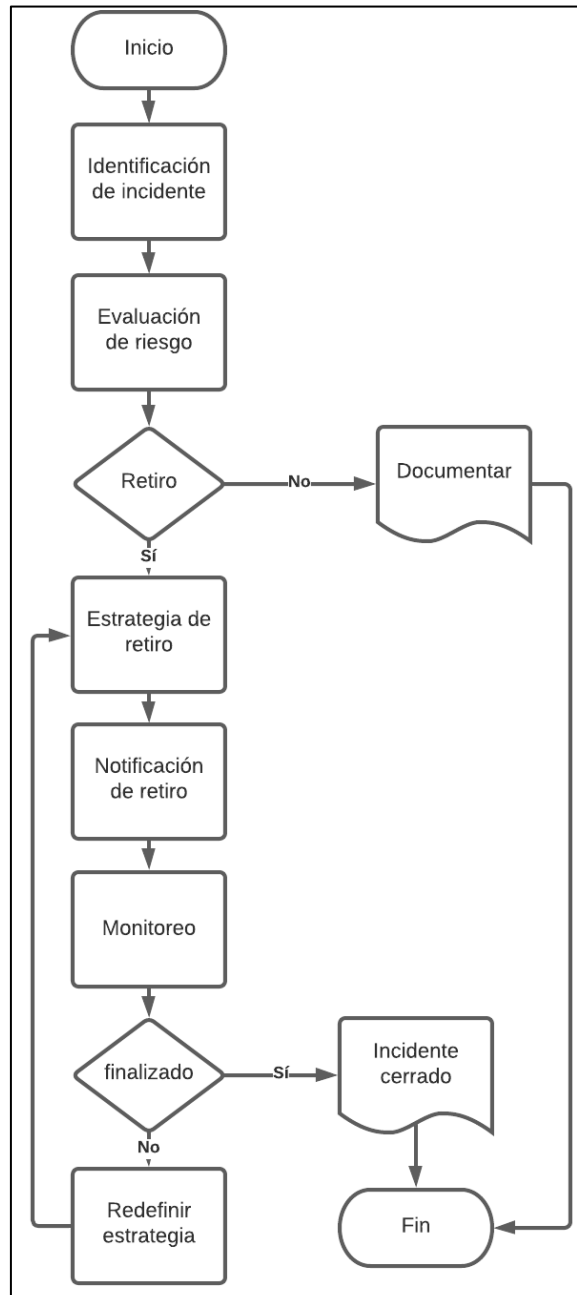 Inicio
Identificación
de incidente
Evaluación
de riesgo
Retiro
No
Documentar
Sí
Estrategia de
retiro
Notificación
de retiro
Monitoreo
finalizado
Sí
Incidente
cerrado
No
Redefinir
estrategia
Fin